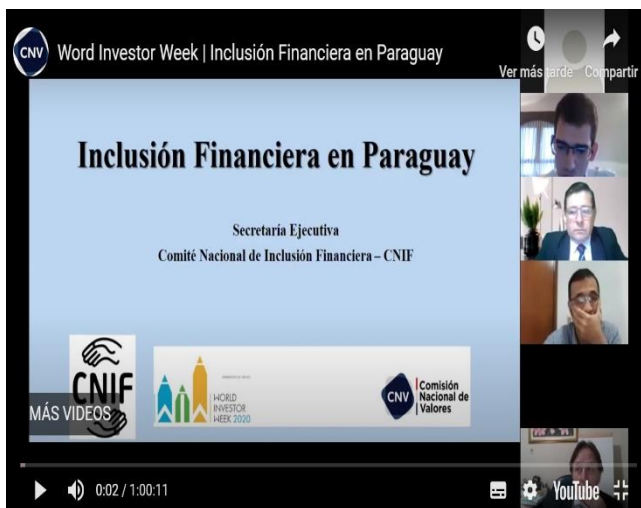 CNV
Word Investor Week | Inclusión Financiera en Paraguay
Ver más tarde
Compartir
Inclusión Financiera en Paraguay
Secretaría Ejecutiva
Comité Nacional de Inclusión Financiera – CNIF
CNIF
WORLD
INVESTOR
WEEK 2020
CNV
Comisión
Nacional de
Valores
MÁS VIDEOS
0:02 / 1:00:11
YouTube